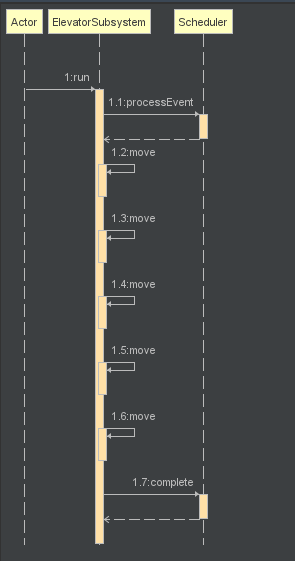 Actor ElevatorSubsystem Scheduler
1:run
1.1:processEvent
1.2:move
1.3:move
1.4:move
1.5:move
1.6:move
1.7:complete